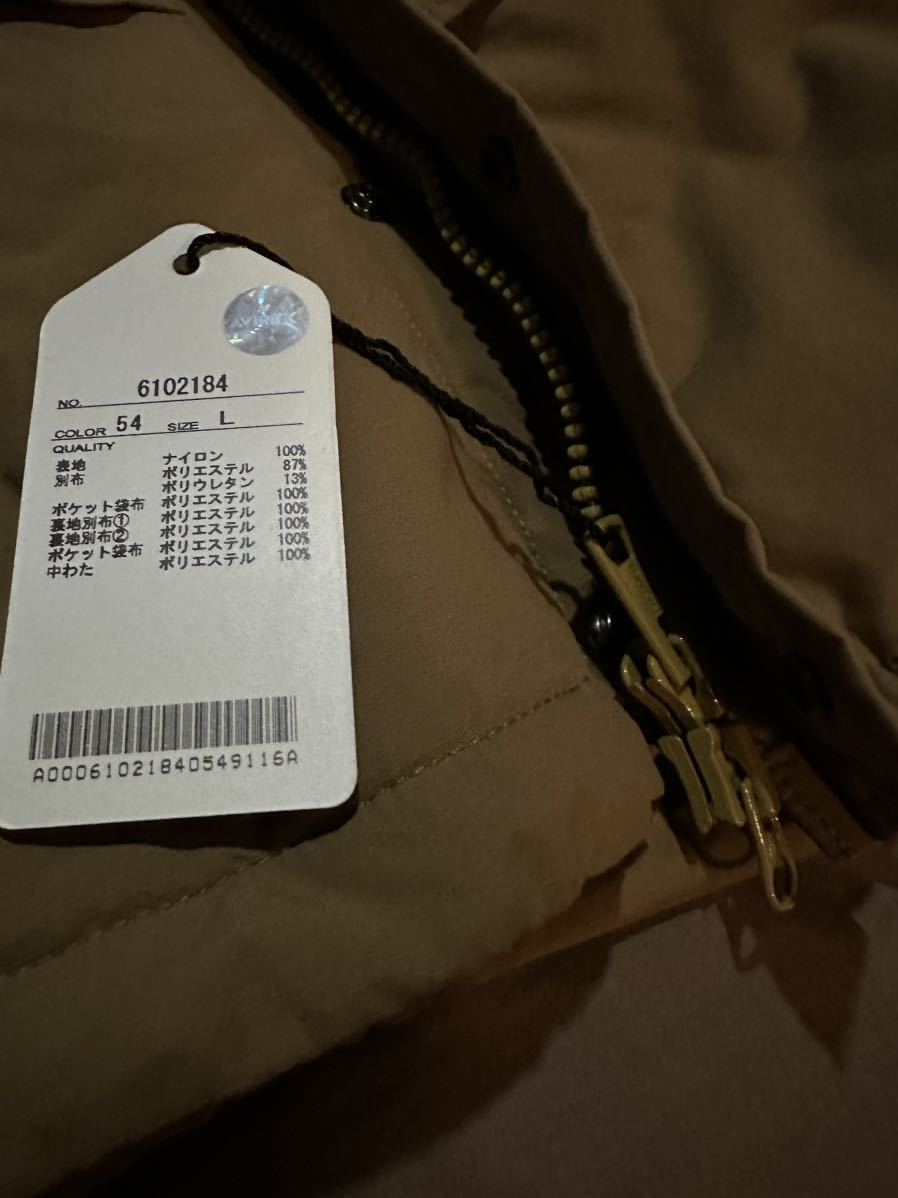 AVIREX
NO. 6102184
COLOR 54 SIZE L
QUALITY
表地 ナイロン 100%
別布 ポリエステル 87%
ポリウレタン 13%
ポケット袋布 ポリエステル 100%
裏地別布① ポリエステル 100%
裏地別布② ポリエステル 100%
ポケット袋布 ポリエステル 100%
中わた ポリエステル 100%
A00061021840549116A